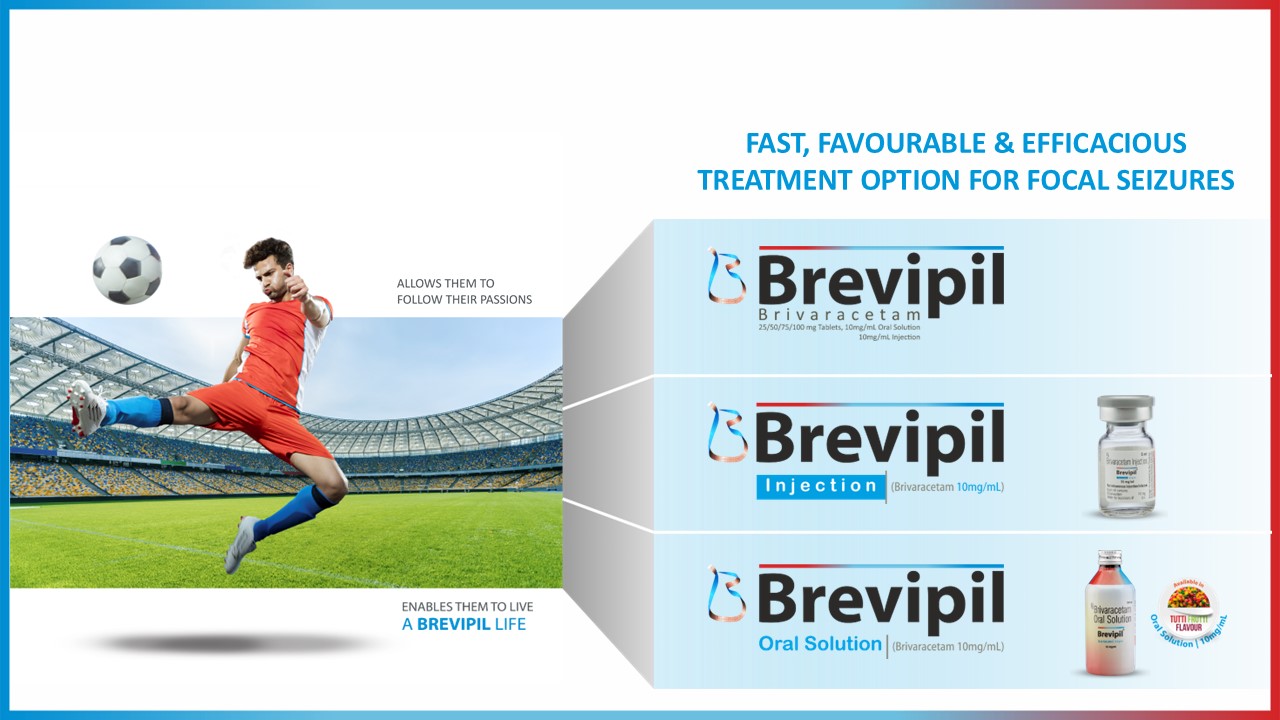 FAST, FAVOURABLE & EFFICACIOUS
TREATMENT OPTION FOR FOCAL SEIZURES
ALLOWS THEM TO
FOLLOW THEIR PASSIONS
ENABLES THEM TO LIVE
A BREVIPIL LIFE
Brevipil
Brivaracetam
25/50/75/100 mg Tablets, 10mg/mL Oral Solution
10mg/mL Injection
Brevipil
Injection (Brivaracetam 10mg/mL)
Brivaracetam Injection
Brevipil
Brevipil
Oral Solution (Brivaracetam 10mg/mL)
Brivaracetam
Oral Solution
Brevipil
Available in
TUTTI FRUTTI
FLAVOUR
Oral Solution | 10mg/mL